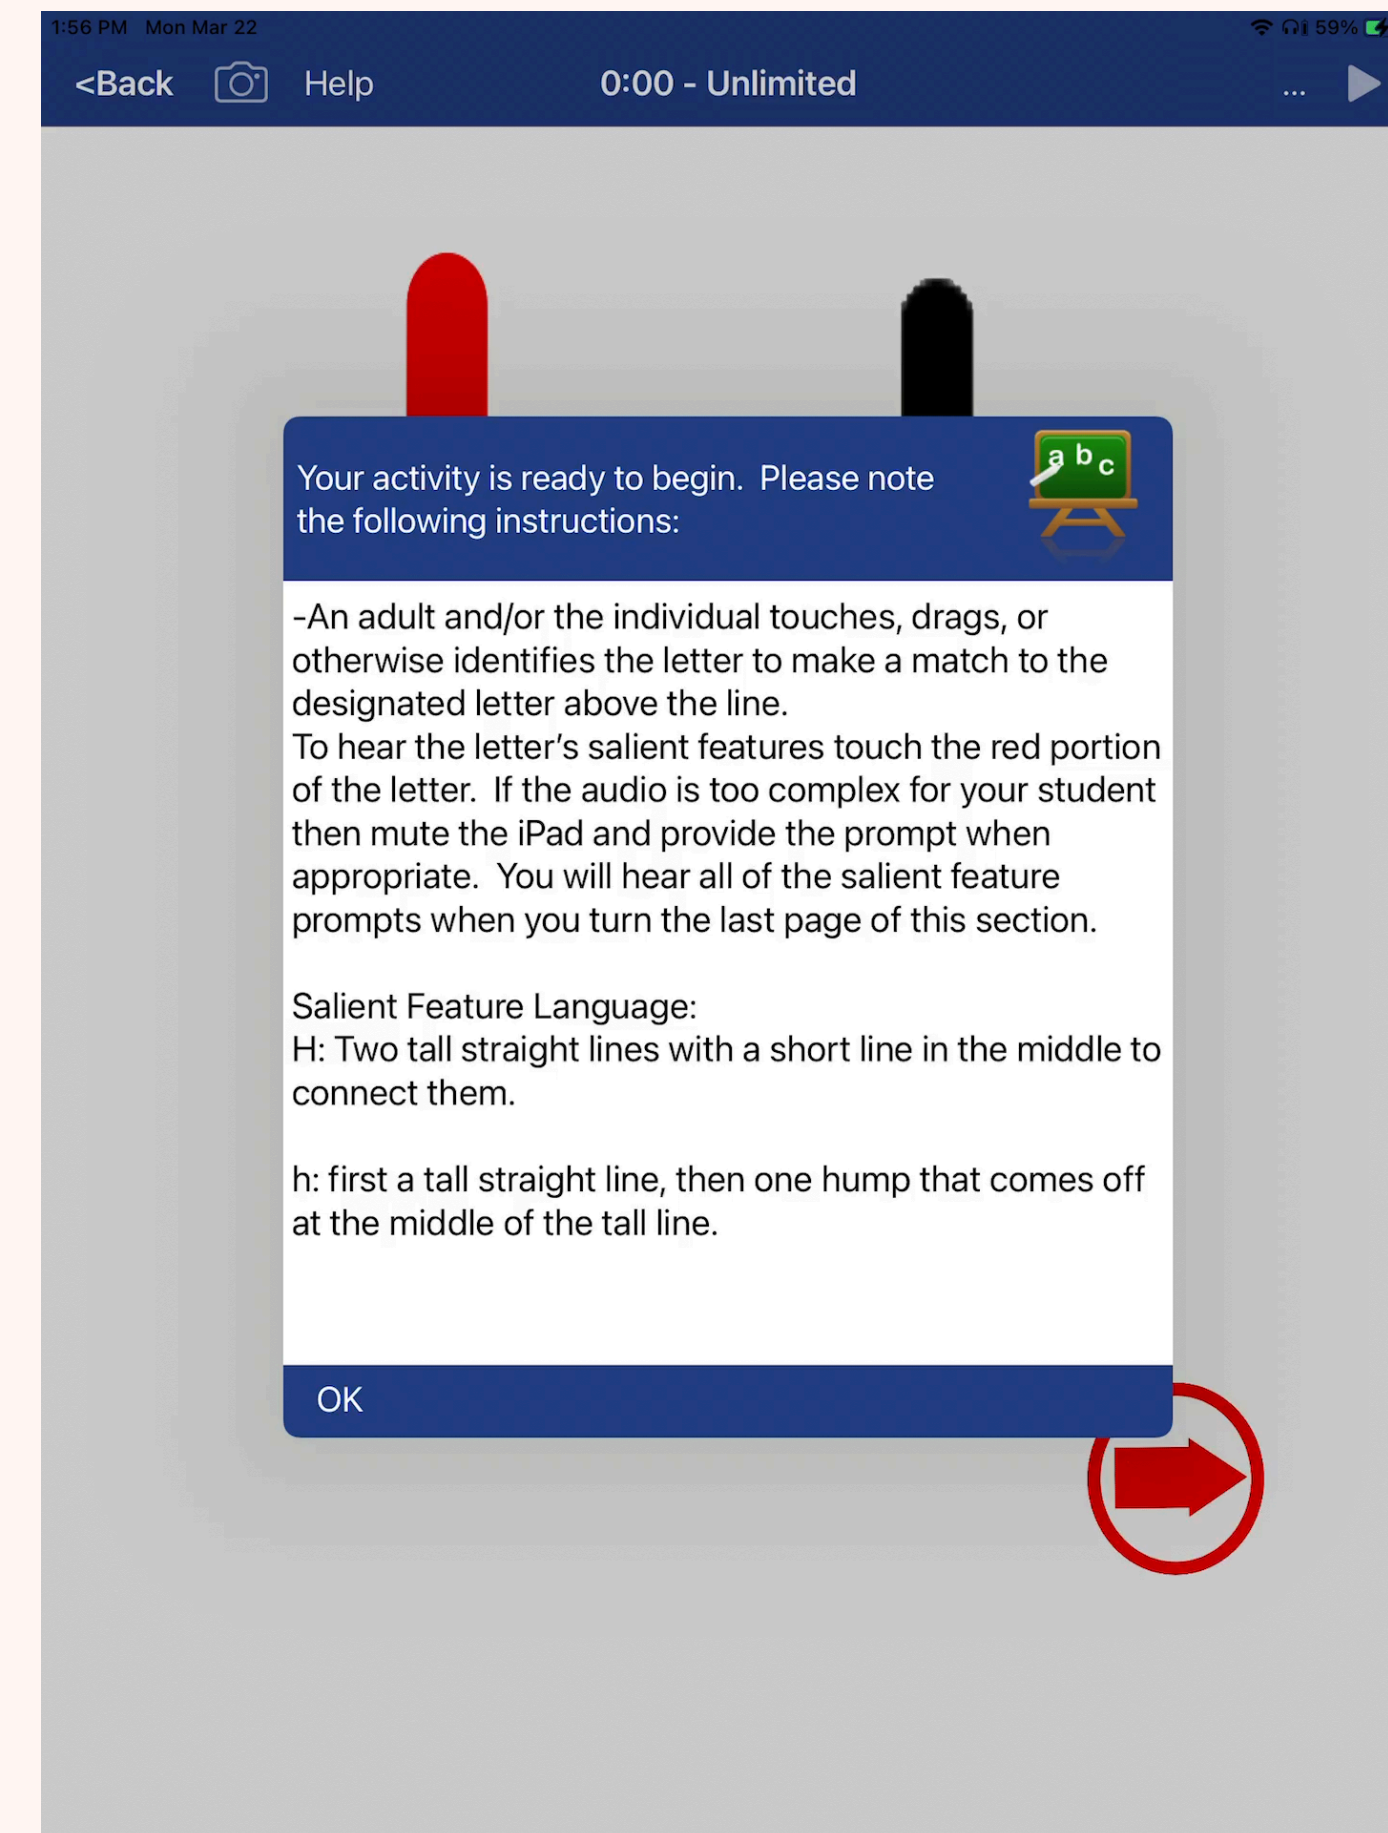 1:56 PM Mon Mar 22 59%
<Back Help 0:00 - Unlimited ...
Your activity is ready to begin. Please note
the following instructions:
a b c
-An adult and/or the individual touches, drags, or
otherwise identifies the letter to make a match to the
designated letter above the line.
To hear the letter's salient features touch the red portion
of the letter. If the audio is too complex for your student
then mute the iPad and provide the prompt when
appropriate. You will hear all of the salient feature
prompts when you turn the last page of this section.
Salient Feature Language:
H: Two tall straight lines with a short line in the middle to
connect them.
h: first a tall straight line, then one hump that comes off
at the middle of the tall line.
OK